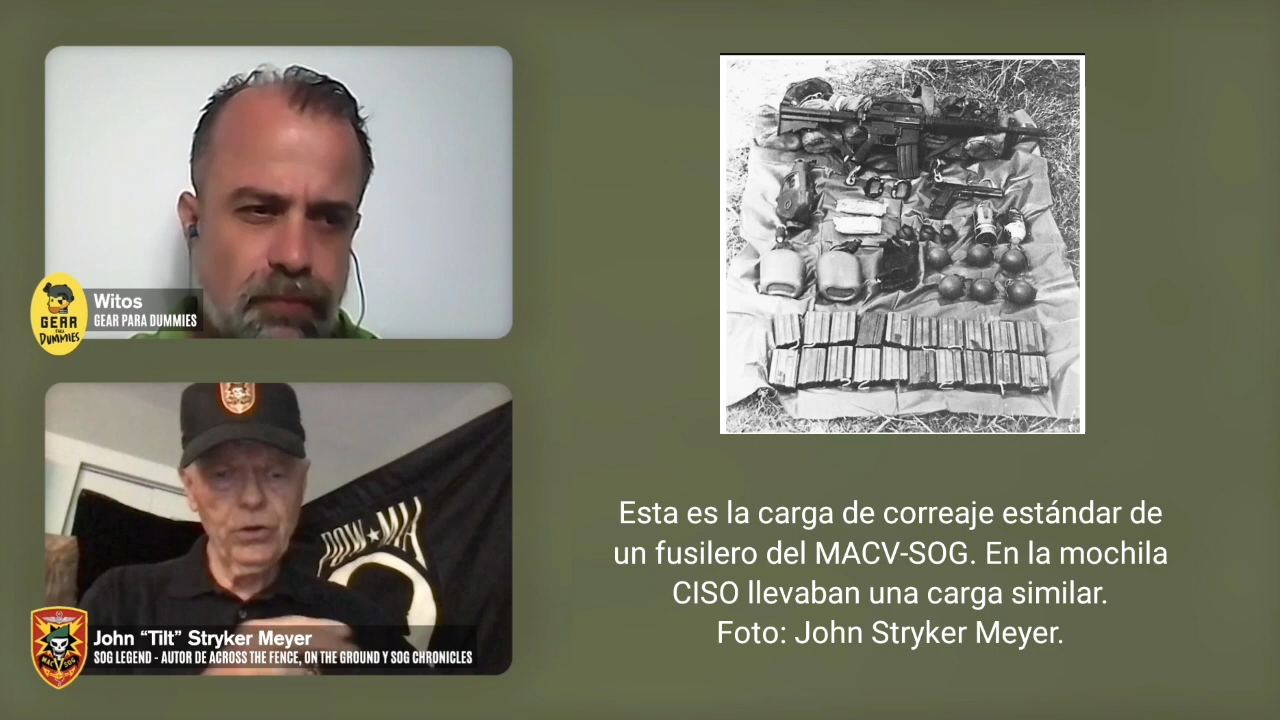 Witos
GEAR PARA DUMMIES
GEAR
PARA
DUMMIES
Esta es la carga de correaje estándar de
un fusilero del MACV-SOG. En la mochila
CISO llevaban una carga similar.
Foto: John Stryker Meyer.
POW★MIA
John “Tilt” Stryker Meyer
SOG LEGEND - AUTOR DE ACROSS THE FENCE, ON THE GROUND Y SOG CHRONICLES
MAC V SOG